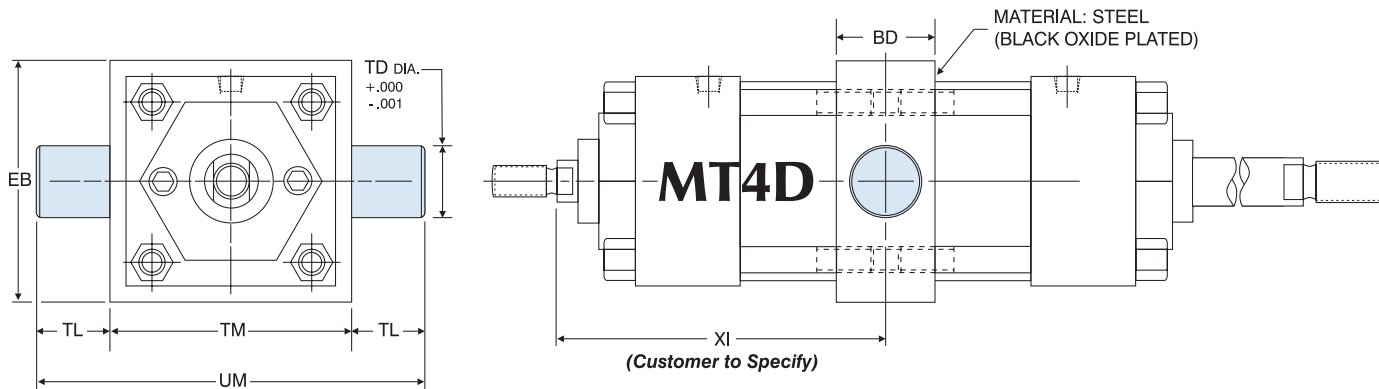 EB
TD DIA.
+.000
-.001
TL
TM
TL
UM
BD
MATERIAL: STEEL
(BLACK OXIDE PLATED)
MT4D
XI
(Customer to Specify)